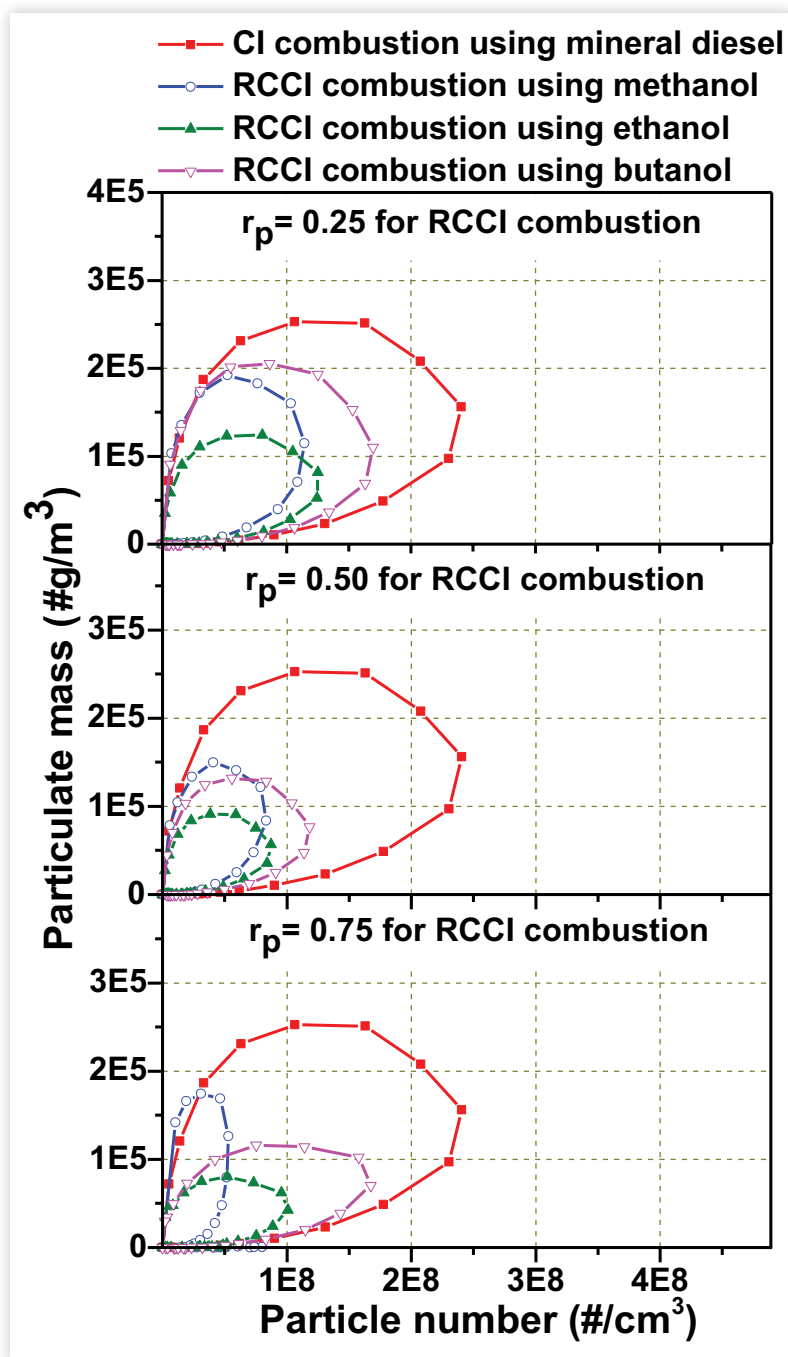 CI combustion using mineral diesel
RCCI combustion using methanol
RCCI combustion using ethanol
RCCI combustion using butanol
4E5
rp= 0.25 for RCCI combustion
3E5
2E5
1E5
0
rp= 0.50 for RCCI combustion
3E5
2E5
1E5
0
rp= 0.75 for RCCI combustion
3E5
2E5
1E5
0
Particulate mass (#g/m3)
1E8 2E8 3E8 4E8
Particle number (#/cm3)